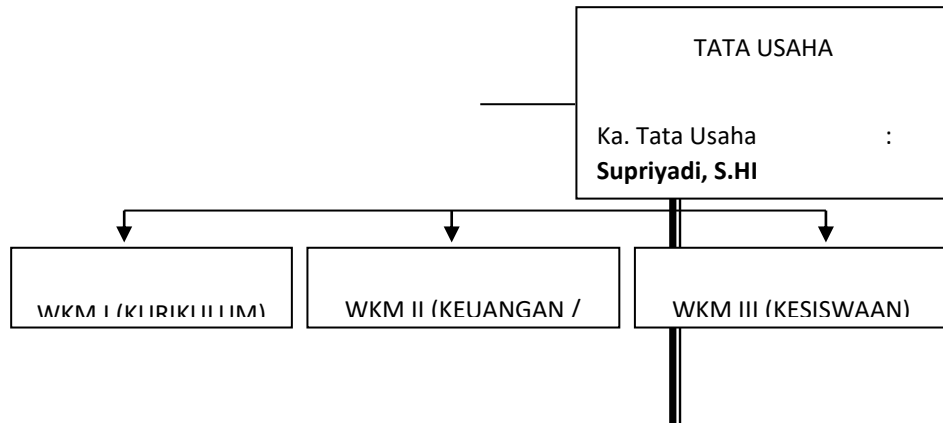 TATA USAHA
Ka. Tata Usaha :
Supriyadi, S.HI
WKM I (KURIKULUM)
WKM II (KEUANGAN /
WKM III (KESISWAAN)